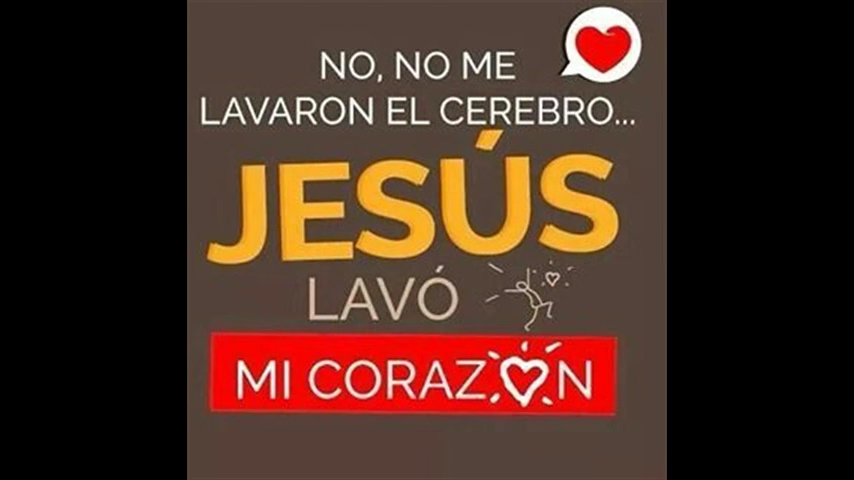 NO, NO ME
LAVARON EL CEREBRO...
JESÚS
LAVÓ
MI CORAZÓN